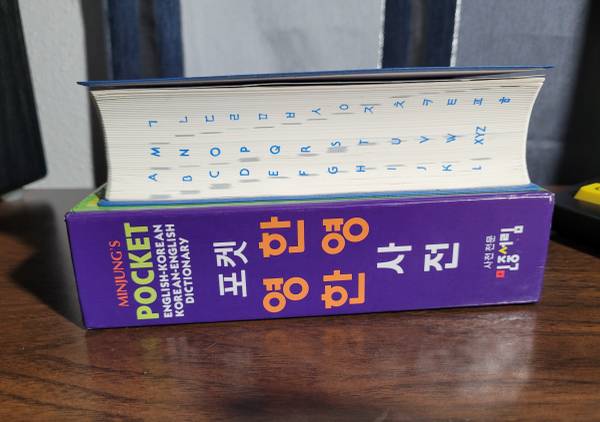 A B C D E F G H I J K L
M N O P Q R S T U V W XYZ
ㄱ ㄴ ㄷ ㄹ ㅁ ㅂ ㅅ ㅇ ㅈ ㅊ ㅋ ㅌ ㅍ ㅎ
MINJUNG'S
POCKET
ENGLISH-KOREAN
KOREAN-ENGLISH
DICTIONARY
포켓
영한
한영
사
전
사전 전문
민중서림